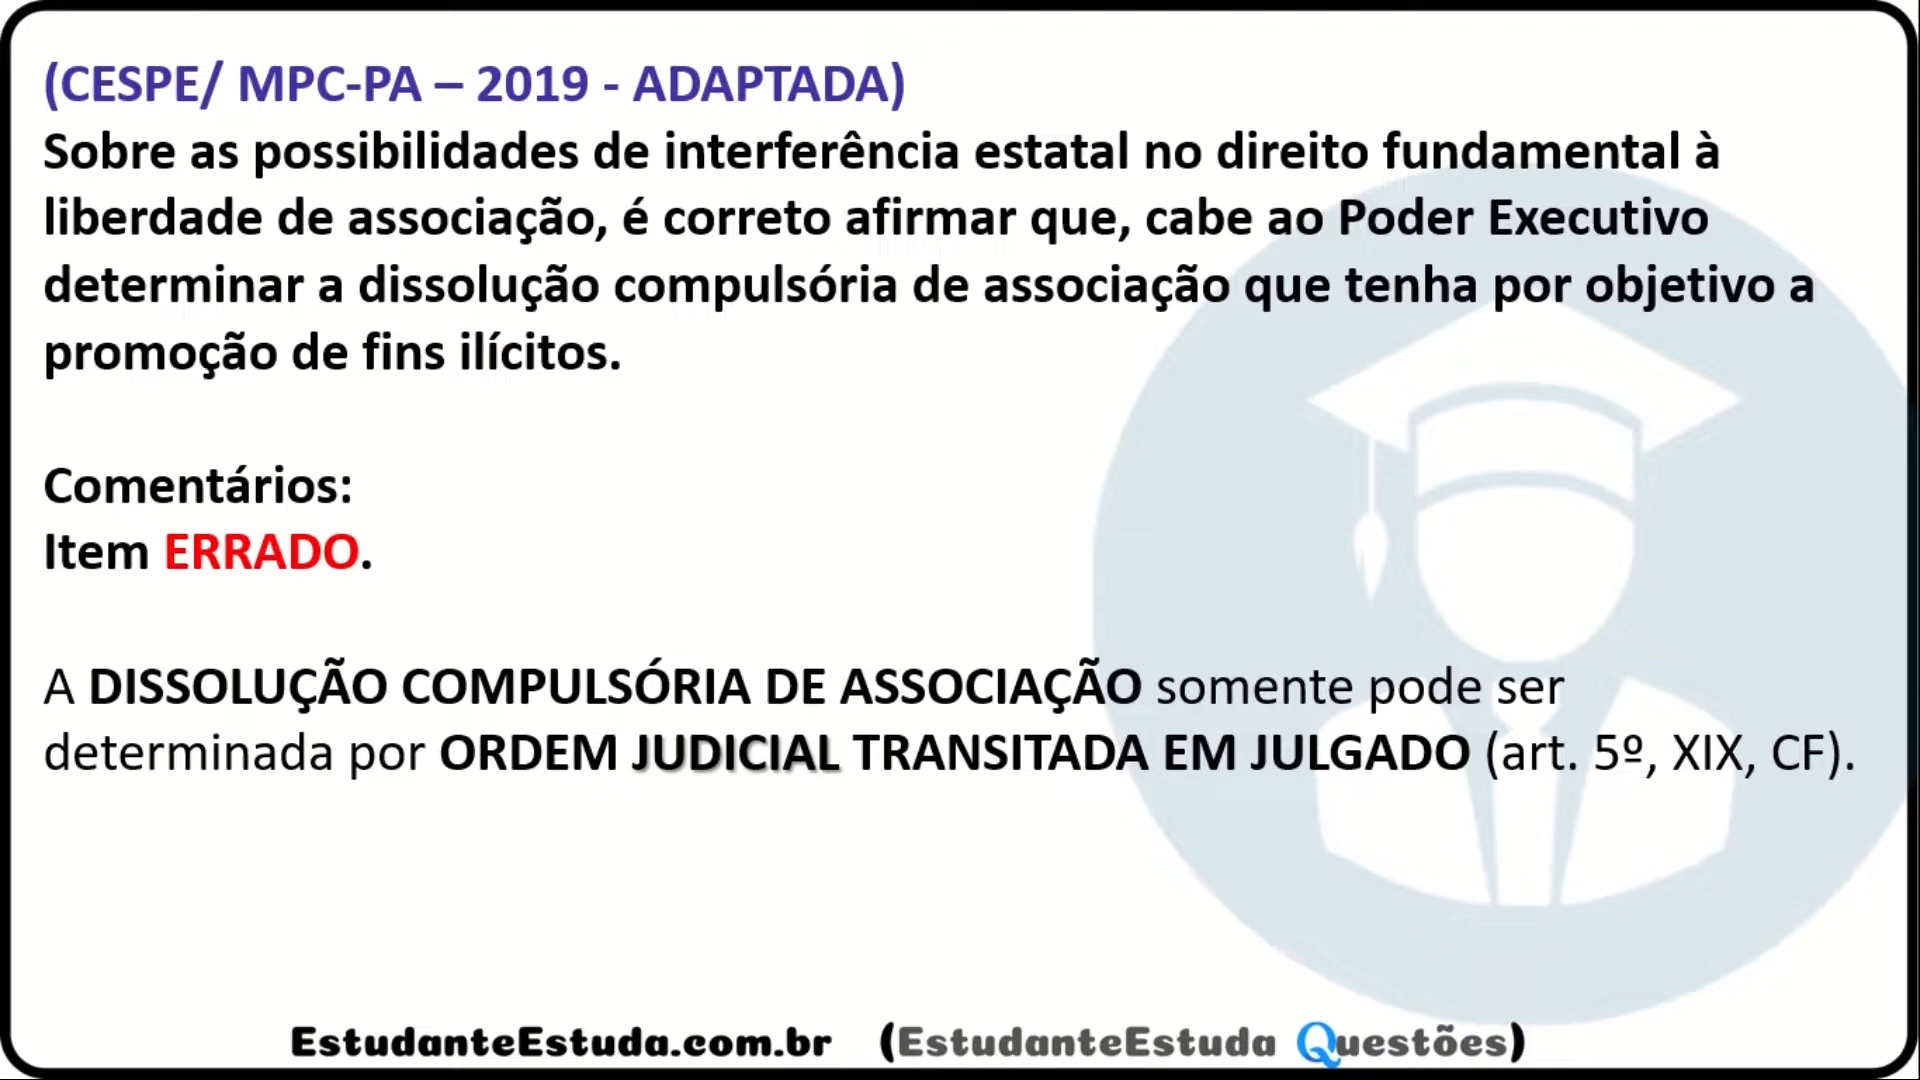 (CESPE/ MPC-PA – 2019 - ADAPTADA)
Sobre as possibilidades de interferência estatal no direito fundamental à
liberdade de associação, é correto afirmar que, cabe ao Poder Executivo
determinar a dissolução compulsória de associação que tenha por objetivo a
promoção de fins ilícitos.
Comentários:
Item ERRADO.
A DISSOLUÇÃO COMPULSÓRIA DE ASSOCIAÇÃO somente pode ser
determinada por ORDEM JUDICIAL TRANSITADA EM JULGADO (art. 5º, XIX, CF).
EstudanteEstuda.com.br (EstudanteEstuda Questões)